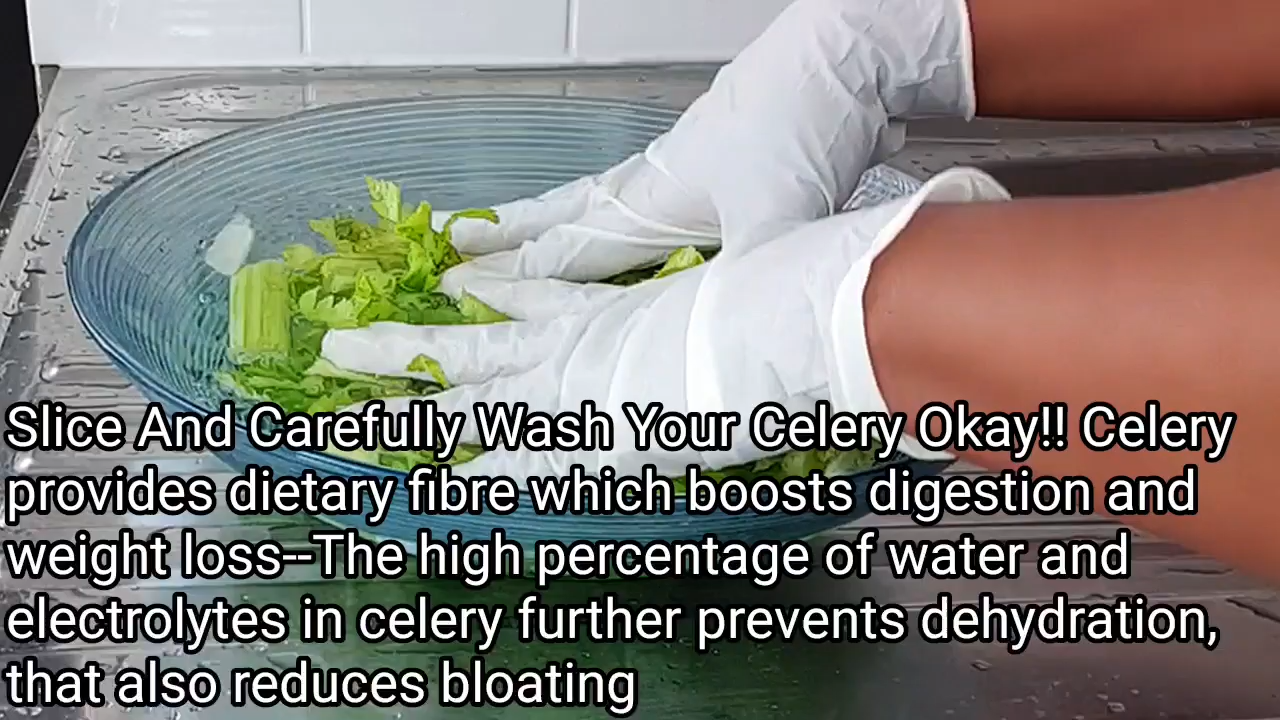 Slice And Carefully Wash Your Celery Okay!! Celery
provides dietary fibre which boosts digestion and
weight loss--The high percentage of water and
electrolytes in celery further prevents dehydration,
that also reduces bloating